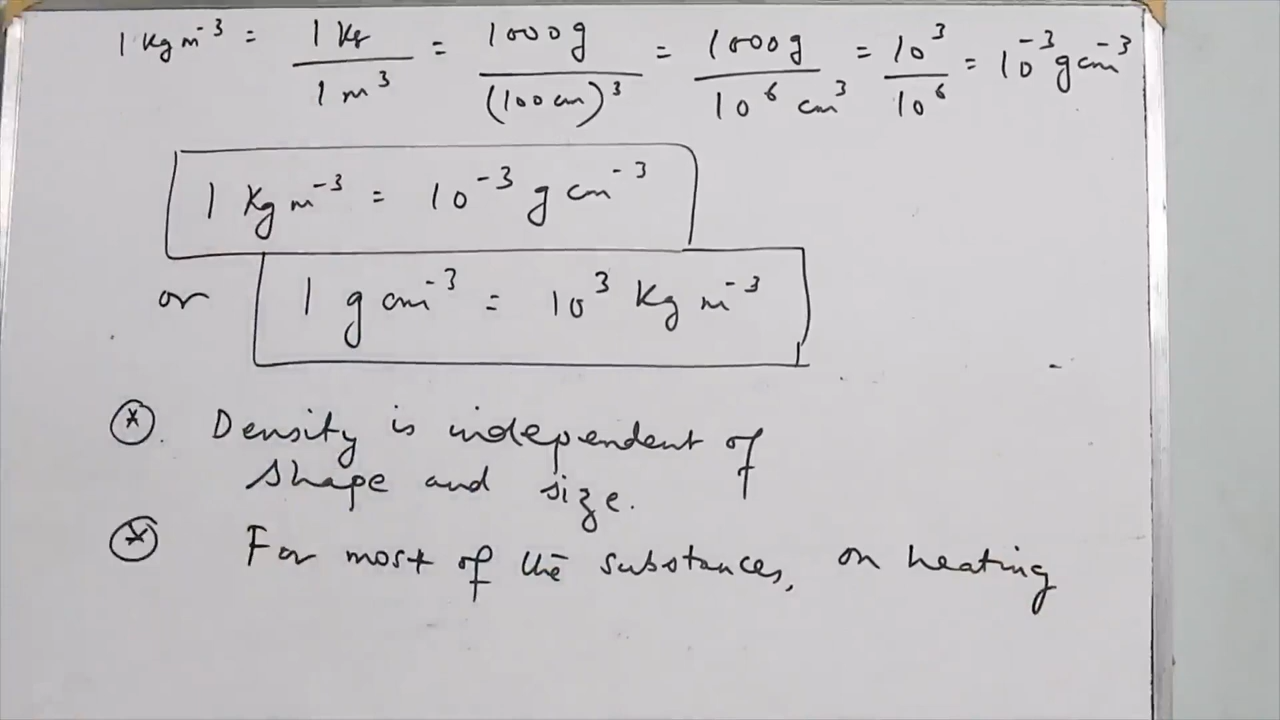 1 Kg m⁻³ = 1 Kg / 1 m³ = 1000g / (100 cm)³ = 1000g / 10⁶ cm³ = 10³ / 10⁶ = 10⁻³ g cm⁻³
1 Kg m⁻³ = 10⁻³ g cm⁻³
or 1 g cm⁻³ = 10³ Kg m⁻³
* . Density is independent of
shape and size.
* For most of the substances, on heating